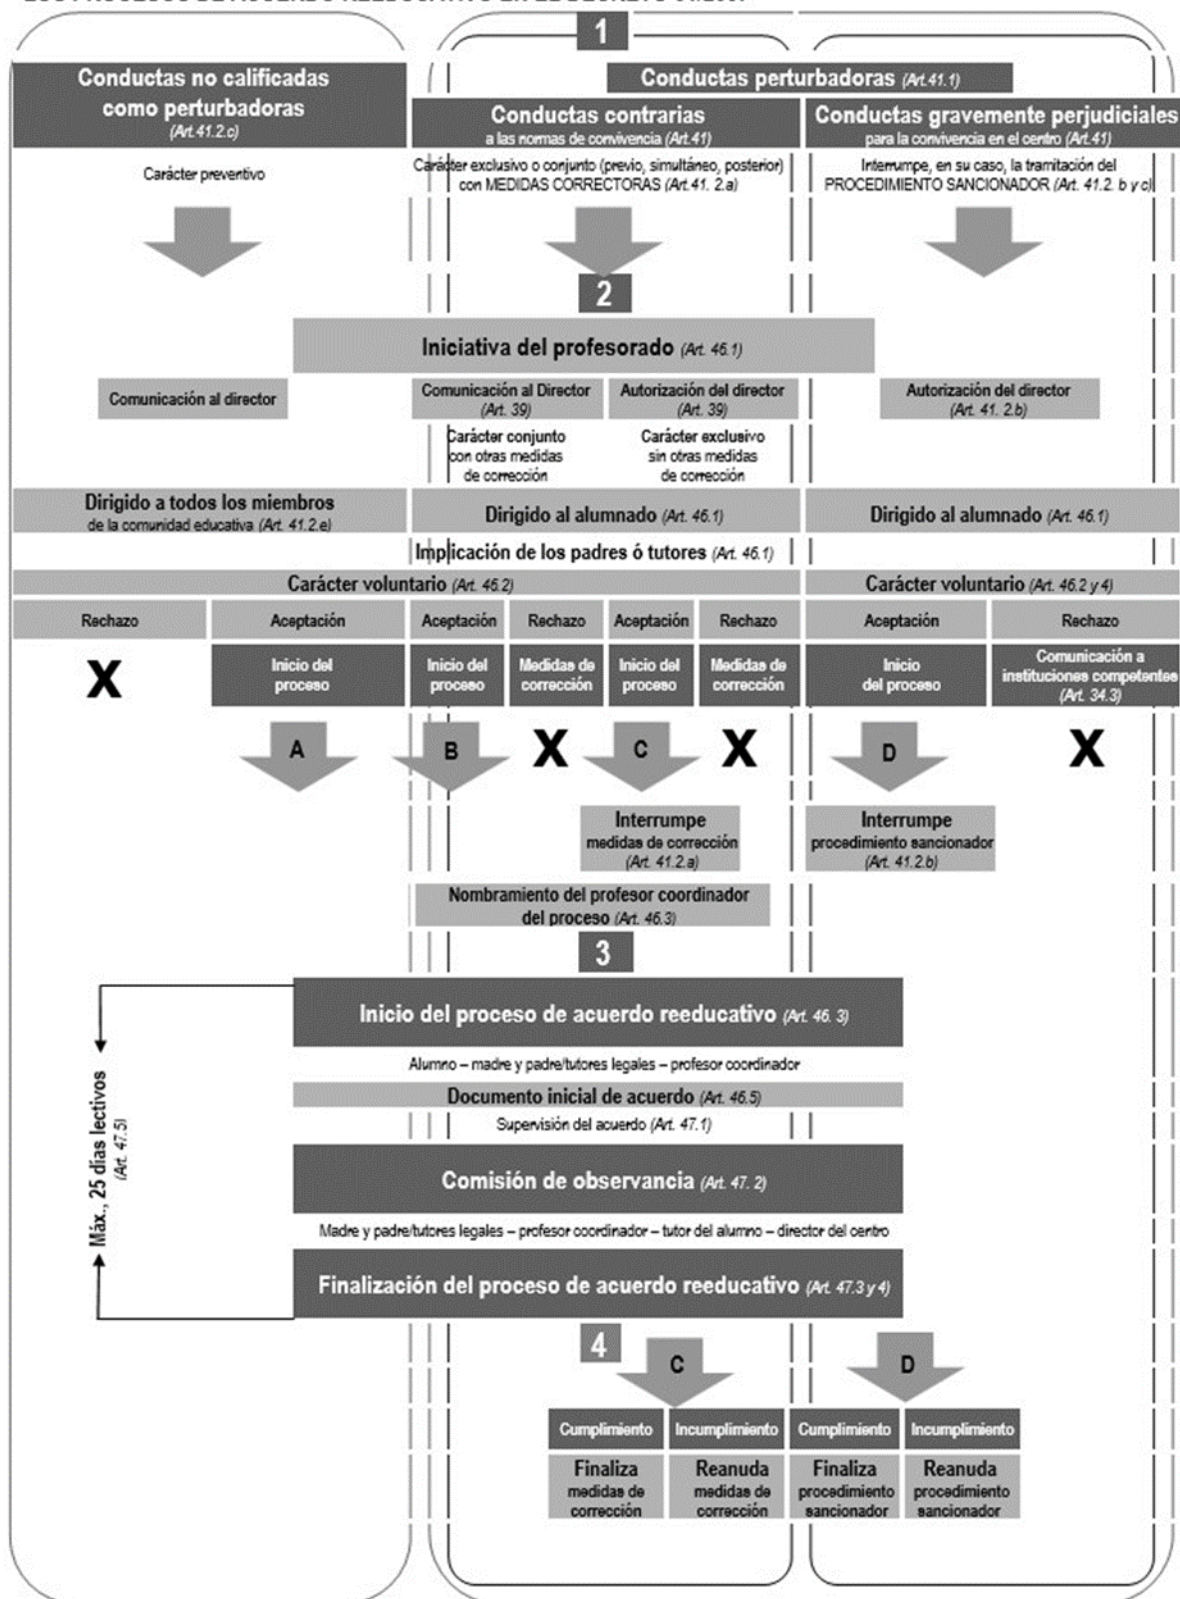 1
Conductas no calificadas
como perturbadoras
(Art.41.2.c)
Conductas perturbadoras (Art.41.1)
Conductas contrarias
a las normas de convivencia (Art.41)
Conductas gravemente perjudiciales
para la convivencia en el centro (Art.41)
Carácter preventivo
Carácter exclusivo o conjunto (previo, simultáneo, posterior)
con MEDIDAS CORRECTORAS (Art.41. 2.a)
Interrumpe, en su caso, la tramitación del
PROCEDIMIENTO SANCIONADOR (Art. 41.2. b y c)
2
Iniciativa del profesorado (Art. 46.1)
Comunicación al director
Comunicación al Director
(Art. 39)
Autorización del director
(Art. 39)
Autorización del director
(Art. 41. 2.b)
Carácter conjunto
con otras medidas
de corrección
Carácter exclusivo
sin otras medidas
de corrección
Dirigido a todos los miembros
de la comunidad educativa (Art. 41.2.e)
Dirigido al alumnado (Art. 46.1)
Dirigido al alumnado (Art. 46.1)
Implicación de los padres ó tutores (Art. 46.1)
Carácter voluntario (Art. 46.2)
Carácter voluntario (Art. 46.2 y 4)
Rechazo
Aceptación
Aceptación
Rechazo
Aceptación
Rechazo
Aceptación
Rechazo
X
Inicio del
proceso
Inicio del
proceso
Medidas de
corrección
Inicio del
proceso
Medidas de
corrección
Inicio
del proceso
Comunicación a
instituciones competentes
(Art. 34.3)
A
B
X
C
X
D
X
Interrumpe
medidas de corrección
(Art. 41.2.a)
Interrumpe
procedimiento sancionador
(Art. 41.2.b)
Nombramiento del profesor coordinador
del proceso (Art. 46.3)
3
Inicio del proceso de acuerdo reeducativo (Art. 46. 3)
Alumno – madre y padre/tutores legales – profesor coordinador
Documento inicial de acuerdo (Art. 46.5)
Supervisión del acuerdo (Art. 47.1)
Máx., 25 días lectivos
(Art. 47.5)
Comisión de observancia (Art. 47. 2)
Madre y padre/tutores legales – profesor coordinador – tutor del alumno – director del centro
Finalización del proceso de acuerdo reeducativo (Art. 47.3 y 4)
4
C
D
Cumplimiento
Incumplimiento
Cumplimiento
Incumplimiento
Finaliza
medidas de
corrección
Reanuda
medidas de
corrección
Finaliza
procedimiento
sancionador
Reanuda
procedimiento
sancionador